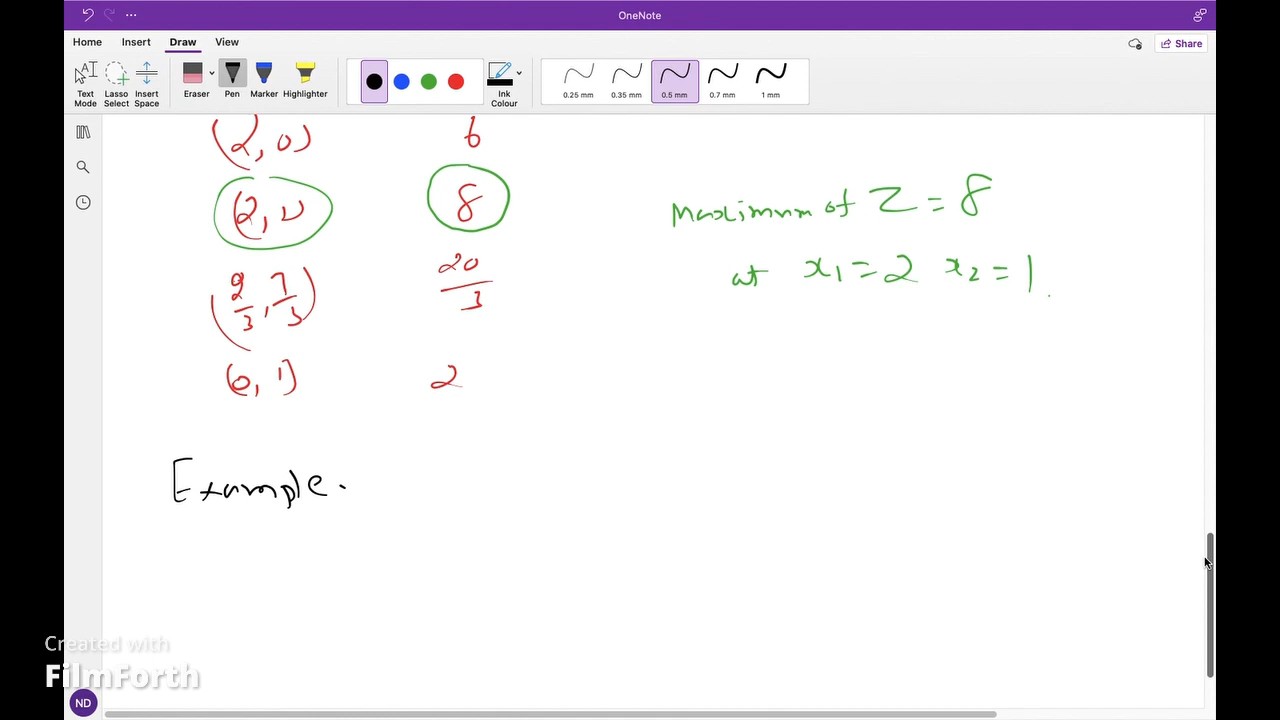 OneNote
Home Insert Draw View
Share
Text Mode
Lasso Select
Insert Space
Eraser
Pen
Marker
Highlighter
Ink Colour
0.25 mm
0.35 mm
0.5 mm
0.7 mm
1 mm
(2, 0) 6
(2, 1) 8
(2/3, 7/3) 20/3
(0, 1) 2
Maximum of Z = 8
at x₁ = 2 x₂ = 1.
Example.
Created with
FilmForth
ND